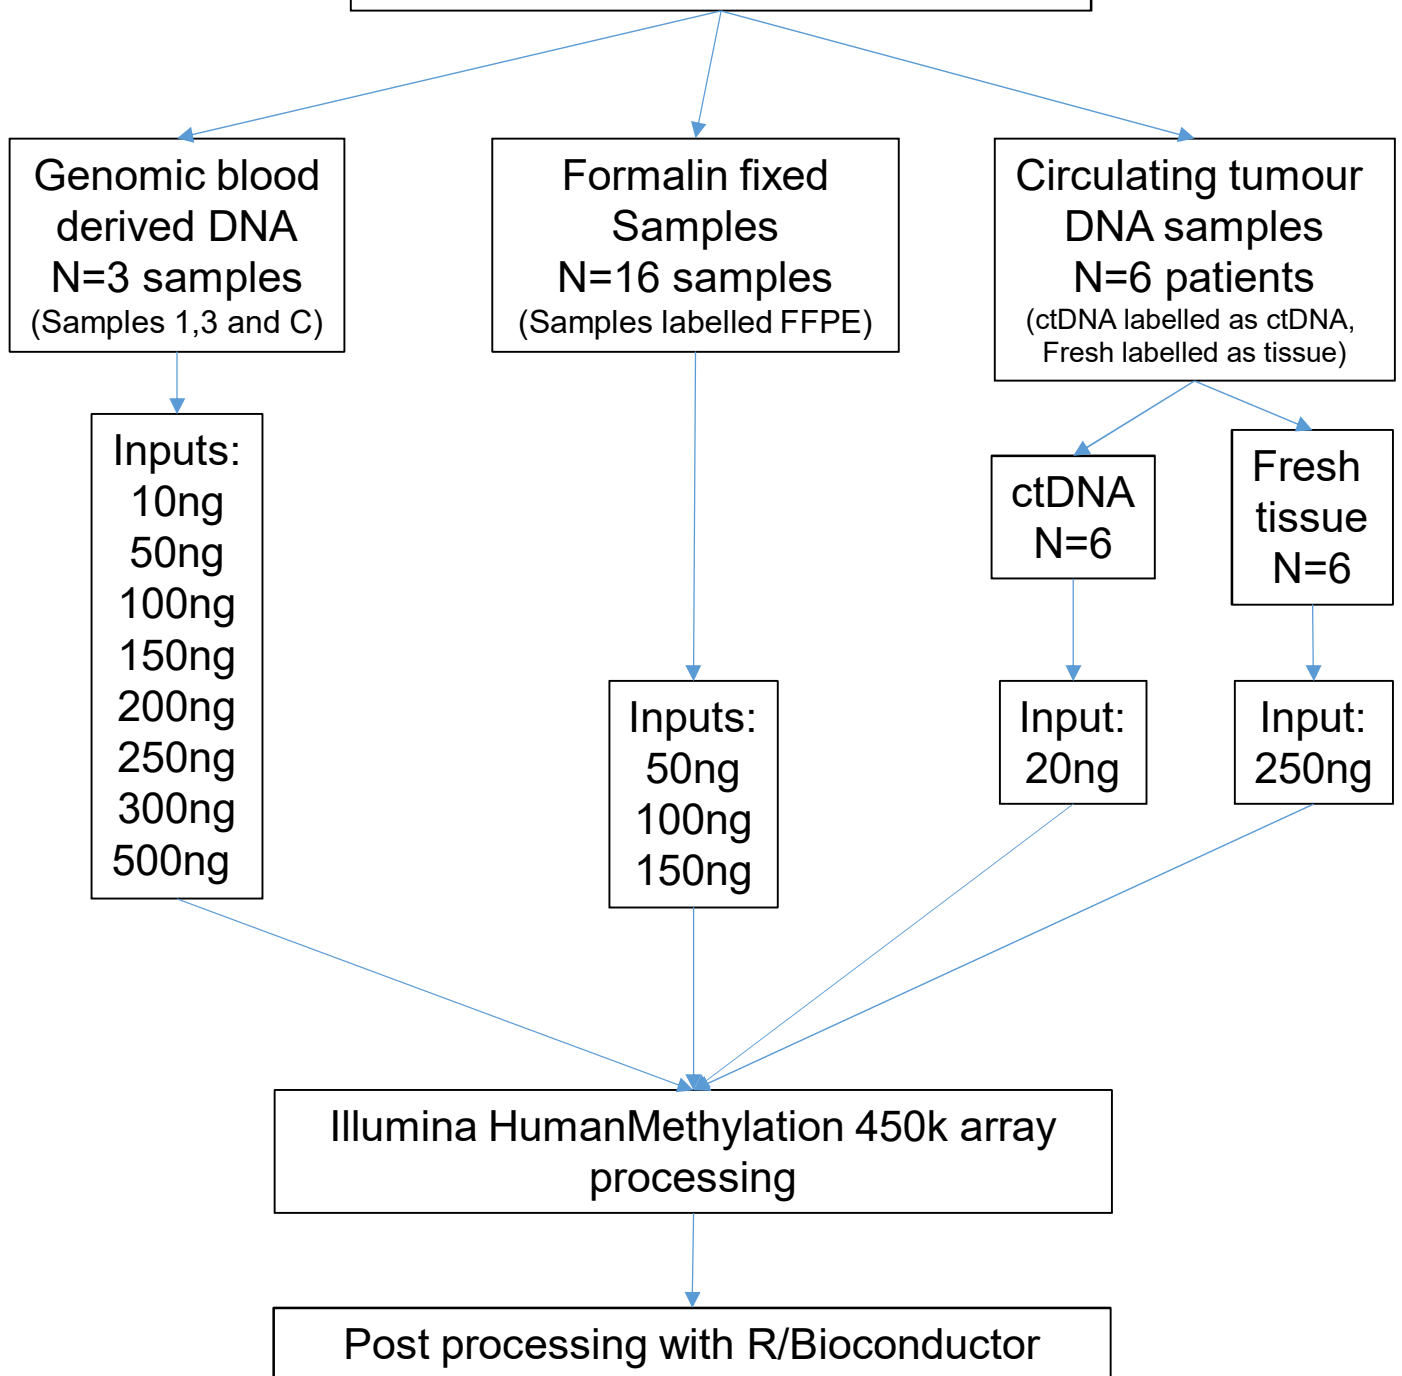 Genomic blood
derived DNA
N=3 samples
(Samples 1,3 and C)
Formalin fixed
Samples
N=16 samples
(Samples labelled FFPE)
Circulating tumour
DNA samples
N=6 patients
(ctDNA labelled as ctDNA,
Fresh labelled as tissue)
Inputs:
10ng
50ng
100ng
150ng
200ng
250ng
300ng
500ng
Inputs:
50ng
100ng
150ng
ctDNA
N=6
Fresh
tissue
N=6
Input:
20ng
Input:
250ng
Illumina HumanMethylation 450k array
processing
Post processing with R/Bioconductor